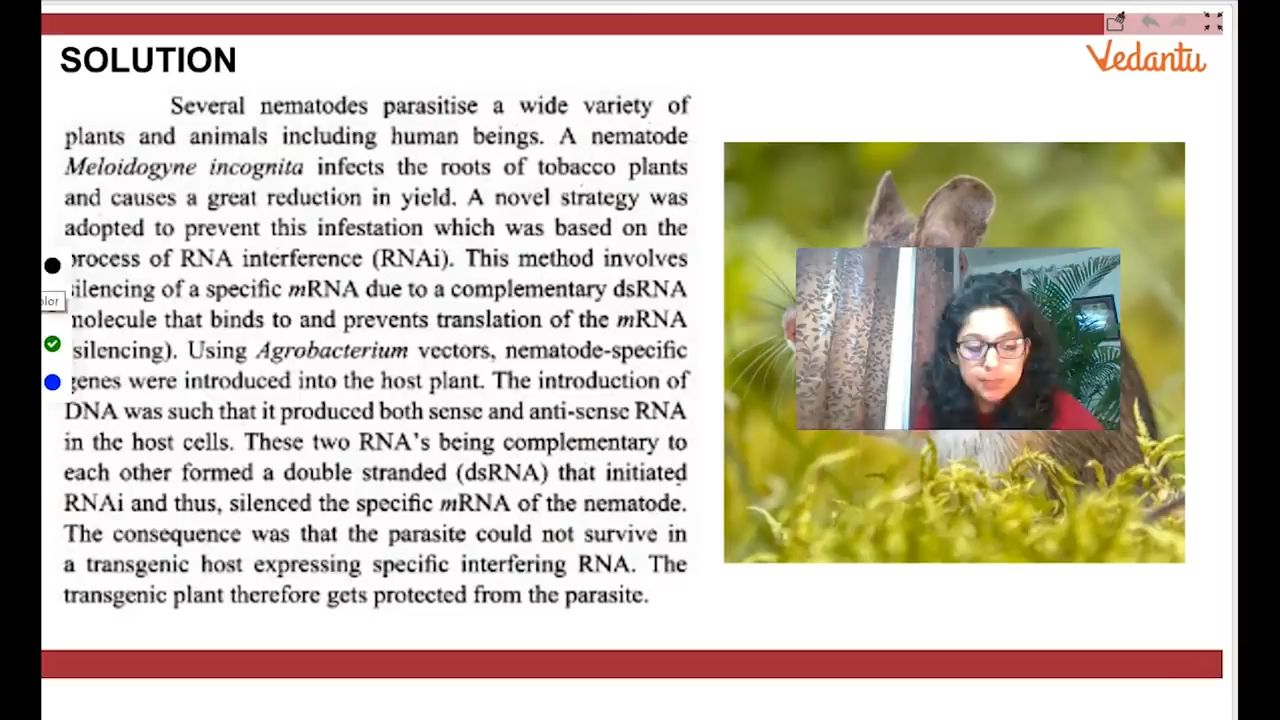 SOLUTION
Vedantu
Several nematodes parasitise a wide variety of
plants and animals including human beings. A nematode
Meloidogyne incognita infects the roots of tobacco plants
and causes a great reduction in yield. A novel strategy was
adopted to prevent this infestation which was based on the
process of RNA interference (RNAi). This method involves
silencing of a specific mRNA due to a complementary dsRNA
olor
molecule that binds to and prevents translation of the mRNA
(silencing). Using Agrobacterium vectors, nematode-specific
genes were introduced into the host plant. The introduction of
DNA was such that it produced both sense and anti-sense RNA
in the host cells. These two RNA's being complementary to
each other formed a double stranded (dsRNA) that initiated
RNAi and thus, silenced the specific mRNA of the nematode.
The consequence was that the parasite could not survive in
a transgenic host expressing specific interfering RNA. The
transgenic plant therefore gets protected from the parasite.